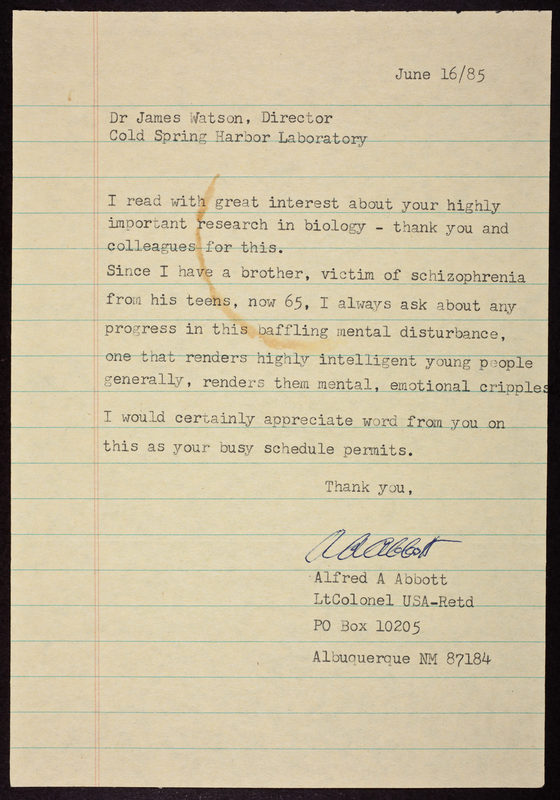 June 16/85
Dr James Watson, Director
Cold Spring Harbor Laboratory
I read with great interest about your highly
important research in biology - thank you and
colleagues for this.
Since I have a brother, victim of schizophrenia
from his teens, now 65, I always ask about any
progress in this baffling mental disturbance,
one that renders highly intelligent young people
generally, renders them mental, emotional cripples
I would certainly appreciate word from you on
this as your busy schedule permits.
Thank you,
A A Abbott
Alfred A Abbott
LtColonel USA-Retd
PO Box 10205
Albuquerque NM 87184